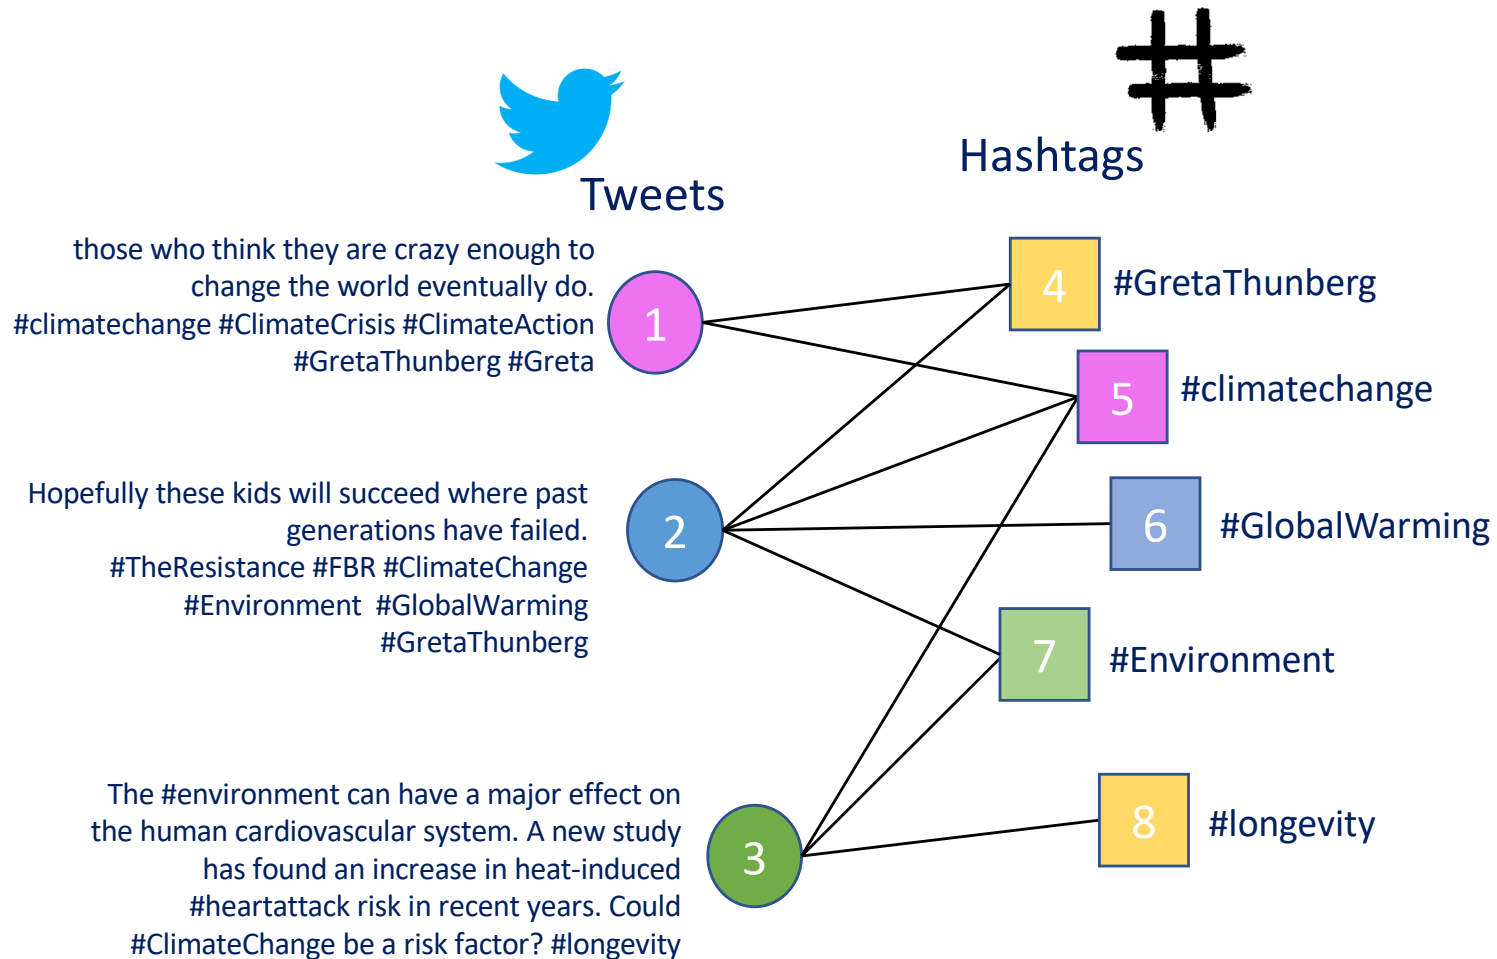 Hashtags
Tweets
those who think they are crazy enough to
change the world eventually do.
#climatechange #ClimateCrisis #ClimateAction
#GretaThunberg #Greta
1
4
#GretaThunberg
5
#climatechange
Hopefully these kids will succeed where past
generations have failed.
#TheResistance #FBR #ClimateChange
#Environment #GlobalWarming
#GretaThunberg
2
6
#GlobalWarming
7
#Environment
The #environment can have a major effect on
the human cardiovascular system. A new study
has found an increase in heat-induced
#heartattack risk in recent years. Could
#ClimateChange be a risk factor? #longevity
3
8
#longevity